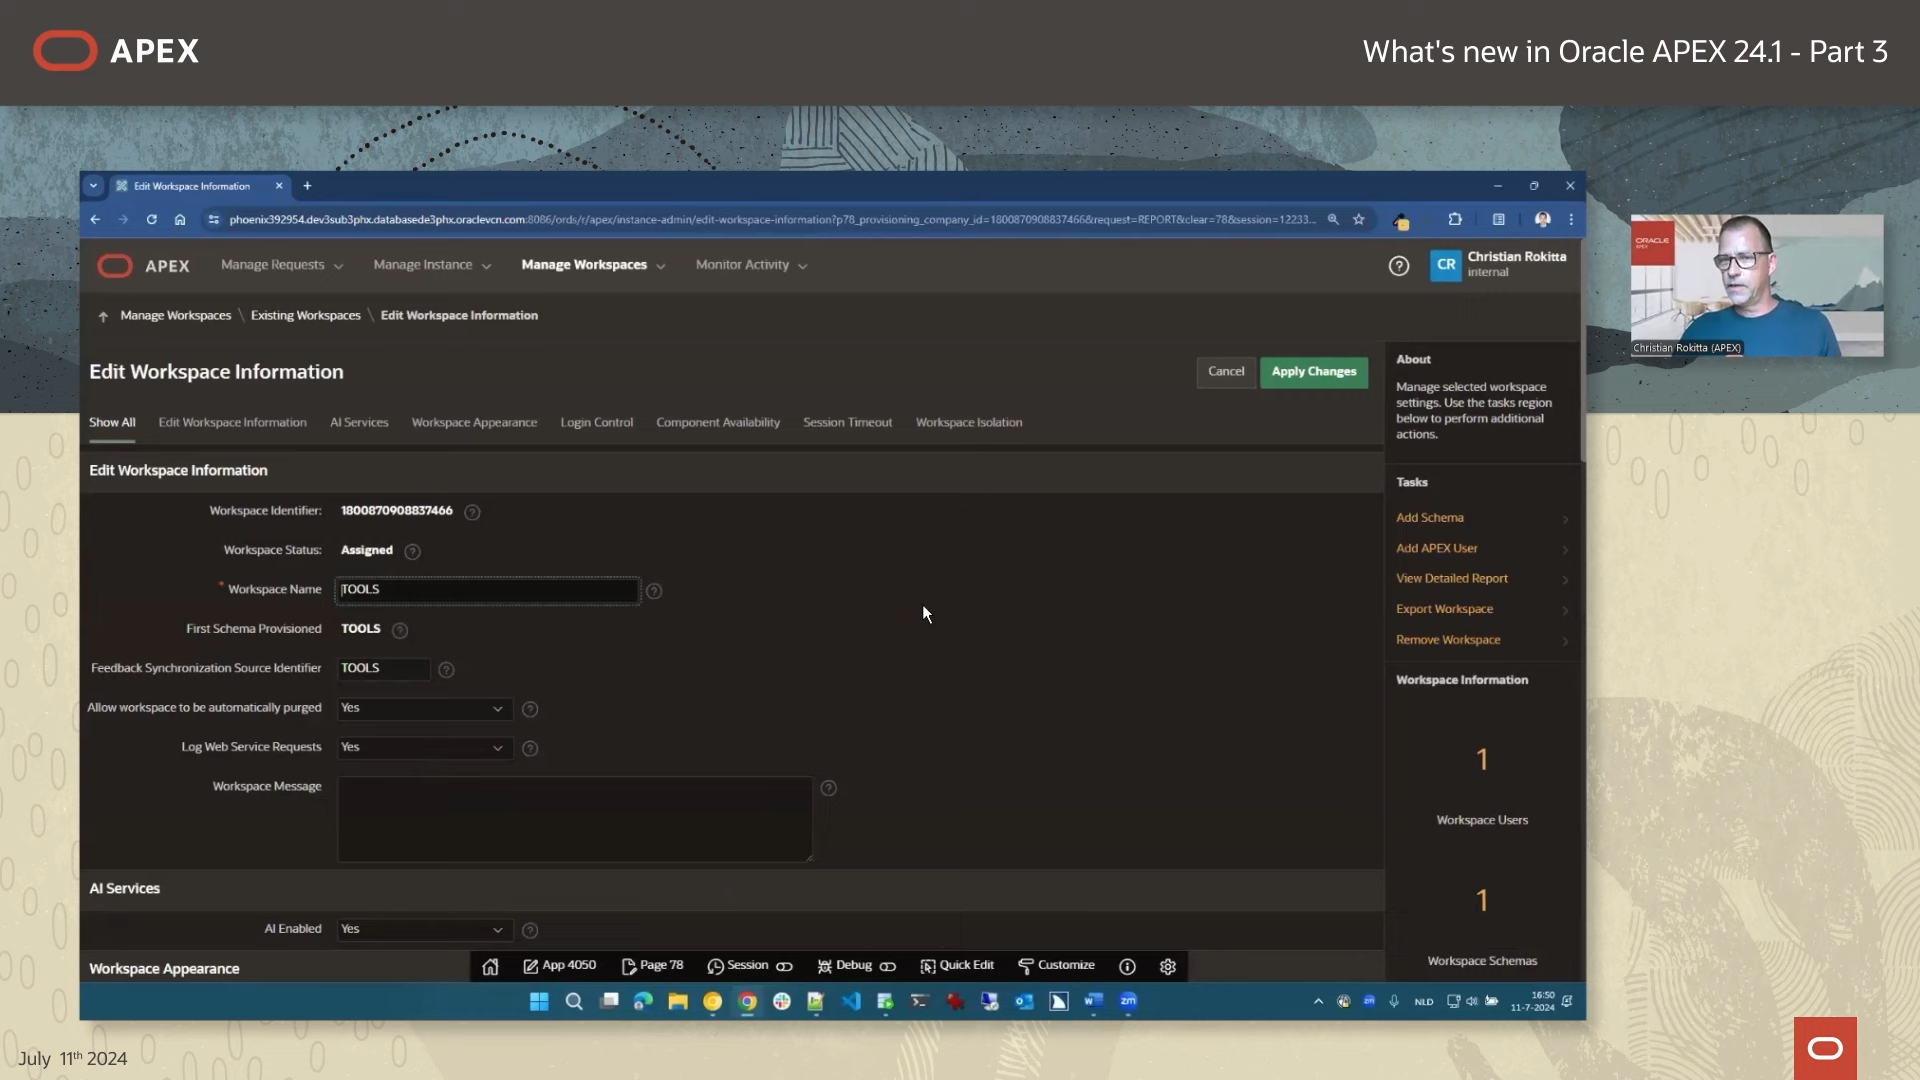 APEX
What's new in Oracle APEX 24.1 - Part 3
Edit Workspace Information
phoenix392954.dev3sub3phx.databasede3phx.oraclevcn.com:8086/ords/r/apex/instance-admin/edit-workspace-information?p78_provisioning_company_id=1800870908837466&request=REPORT&clear=78&session=12233...
APEX
Manage Requests
Manage Instance
Manage Workspaces
Monitor Activity
CR
Christian Rokitta
internal
Manage Workspaces \ Existing Workspaces \ Edit Workspace Information
Edit Workspace Information
Cancel
Apply Changes
Show All
Edit Workspace Information
AI Services
Workspace Appearance
Login Control
Component Availability
Session Timeout
Workspace Isolation
Edit Workspace Information
Workspace Identifier: 1800870908837466
Workspace Status: Assigned
* Workspace Name TOOLS
First Schema Provisioned TOOLS
Feedback Synchronization Source Identifier TOOLS
Allow workspace to be automatically purged Yes
Log Web Service Requests Yes
Workspace Message
AI Services
AI Enabled Yes
Workspace Appearance
About
Manage selected workspace
settings. Use the tasks region
below to perform additional
actions.
Tasks
Add Schema
Add APEX User
View Detailed Report
Export Workspace
Remove Workspace
Workspace Information
1
Workspace Users
1
Workspace Schemas
App 4050
Page 78
Session
Debug
Quick Edit
Customize
zm
NLD
16:50
11-7-2024
ORACLE
APEX
Christian Rokitta (APEX)
July 11th 2024